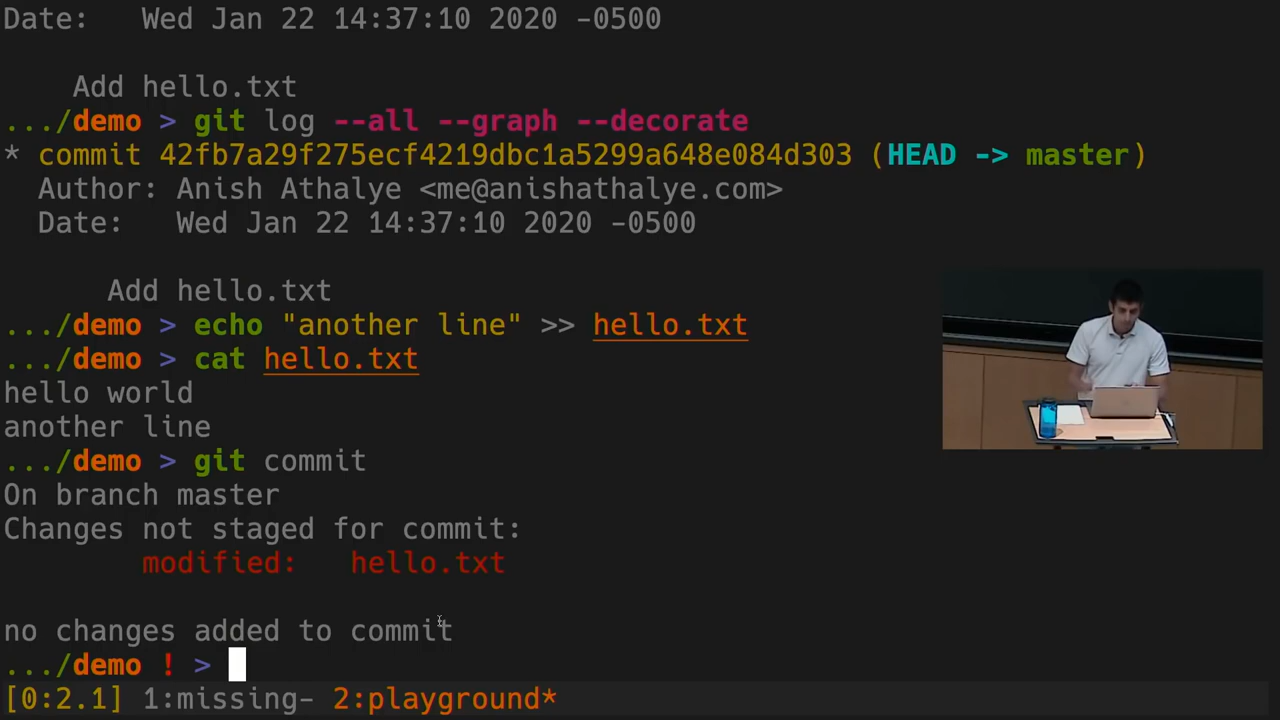 Date:   Wed Jan 22 14:37:10 2020 -0500
Add hello.txt
.../demo > git log --all --graph --decorate
* commit 42fb7a29f275ecf4219dbc1a5299a648e084d303 (HEAD -> master)
Author: Anish Athalye <me@anishathalye.com>
Date:   Wed Jan 22 14:37:10 2020 -0500
Add hello.txt
.../demo > echo "another line" >> hello.txt
.../demo > cat hello.txt
hello world
another line
.../demo > git commit
On branch master
Changes not staged for commit:
modified:   hello.txt
no changes added to commit
.../demo ! >
[0:2.1] 1:missing- 2:playground*